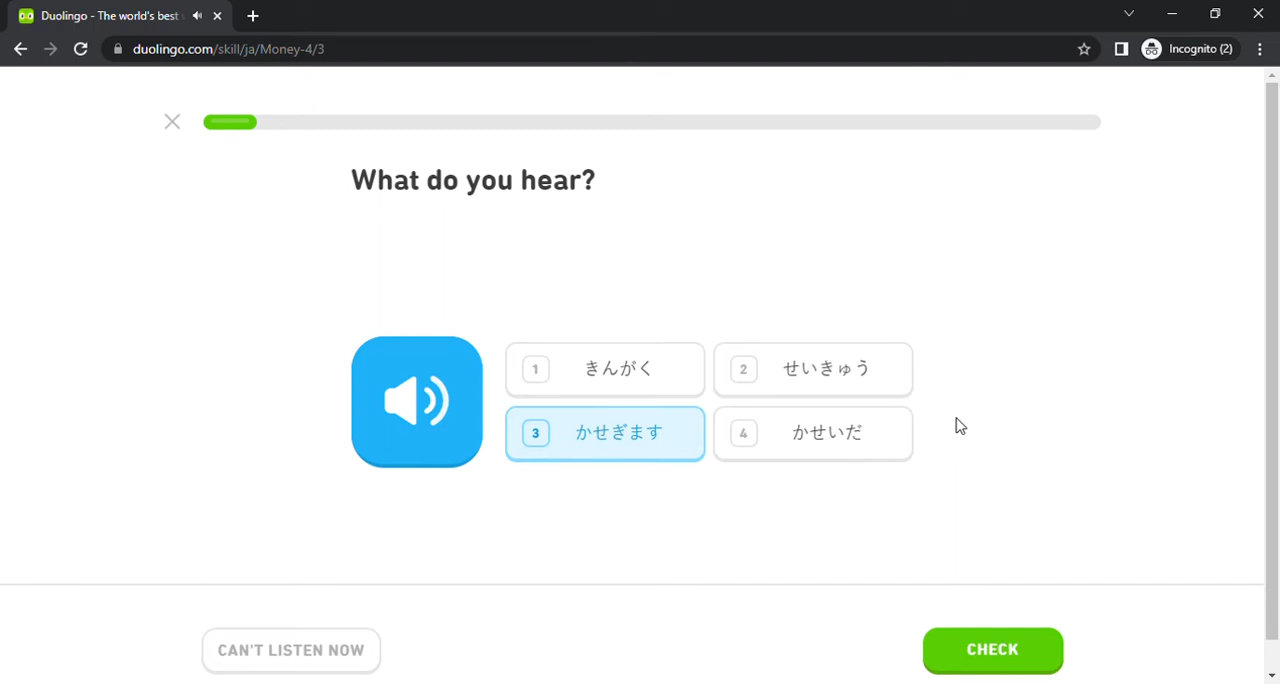 Duolingo - The world's best
duolingo.com/skill/ja/Money-4/3
Incognito (2)
What do you hear?
1 きんがく
2 せいきゅう
3 かせぎます
4 かせいだ
CAN'T LISTEN NOW
CHECK